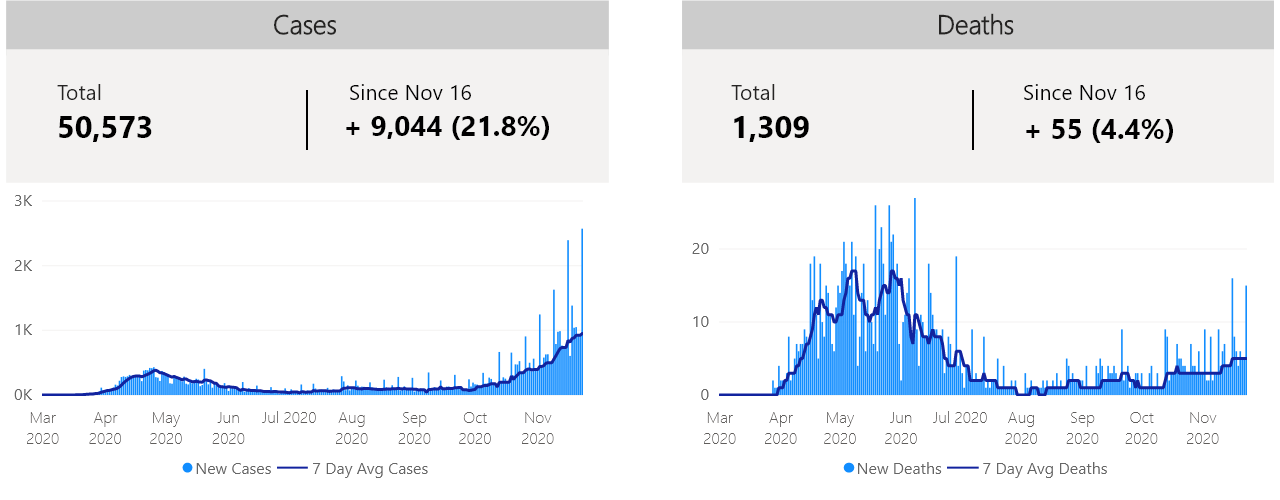 Cases
Total
50,573
Since Nov 16
+ 9,044 (21.8%)
3K
2K
1K
0K
Mar 2020
Apr 2020
May 2020
Jun 2020
Jul 2020
Aug 2020
Sep 2020
Oct 2020
Nov 2020
New Cases
7 Day Avg Cases
Deaths
Total
1,309
Since Nov 16
+ 55 (4.4%)
20
10
0
Mar 2020
Apr 2020
May 2020
Jun 2020
Jul 2020
Aug 2020
Sep 2020
Oct 2020
Nov 2020
New Deaths
7 Day Avg Deaths